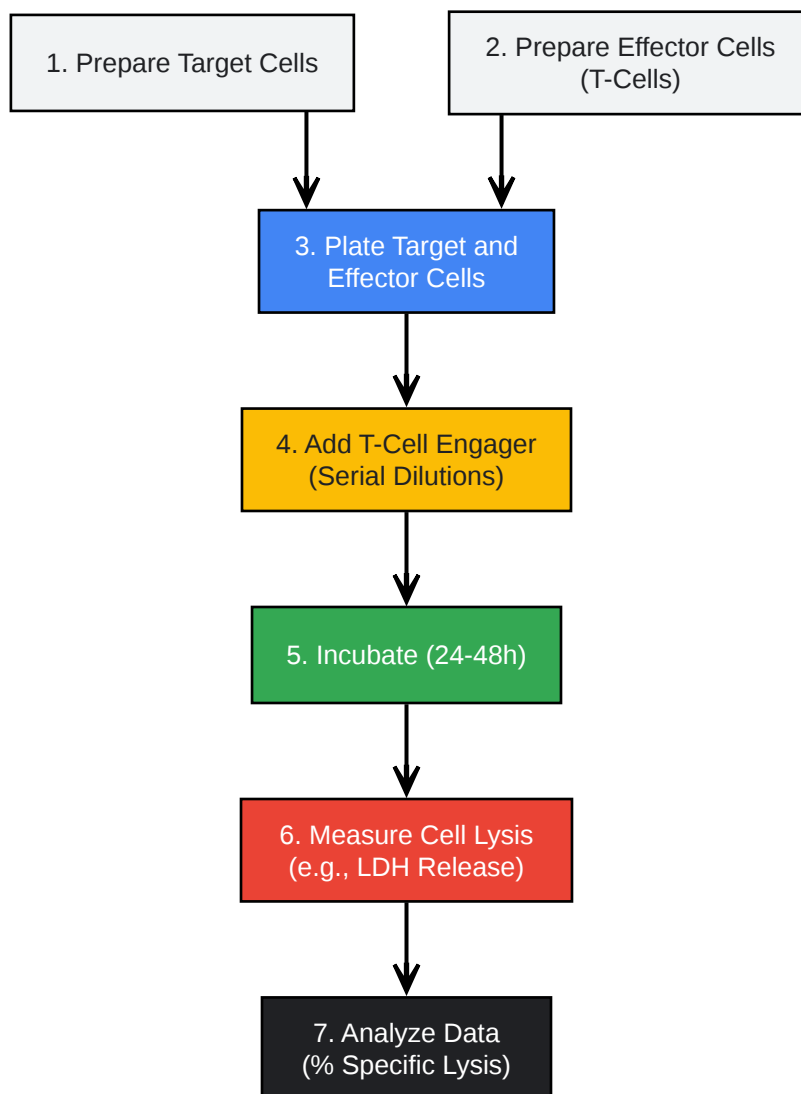 1. Prepare Target Cells
2. Prepare Effector Cells
(T-Cells)
3. Plate Target and
Effector Cells
4. Add T-Cell Engager
(Serial Dilutions)
5. Incubate (24-48h)
6. Measure Cell Lysis
(e.g., LDH Release)
7. Analyze Data
(% Specific Lysis)